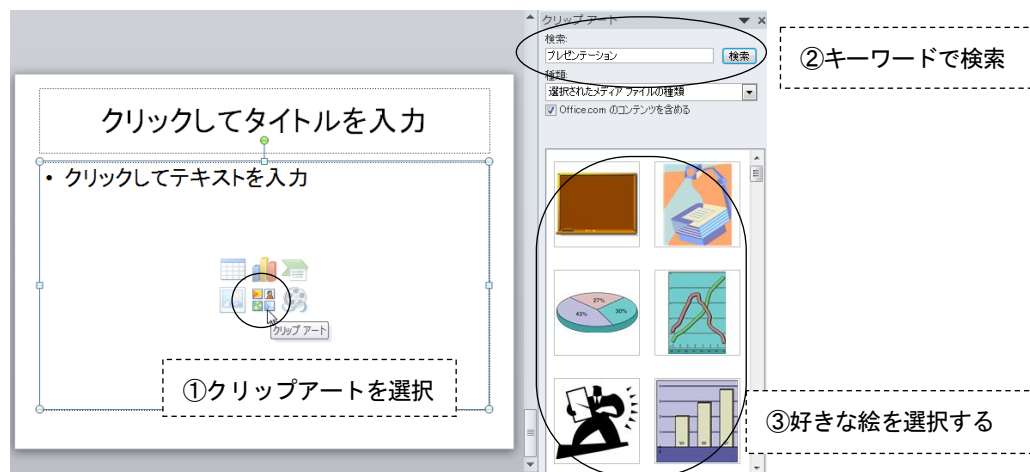 クリップ アート
検索:
プレゼンテーション
検索
②キーワードで検索
種類:
選択されたメディア ファイルの種類
Office.com のコンテンツを含める
クリックしてタイトルを入力
• クリックしてテキストを入力
クリップ アート
①クリップアートを選択
27%
43%
30%
③好きな絵を選択する